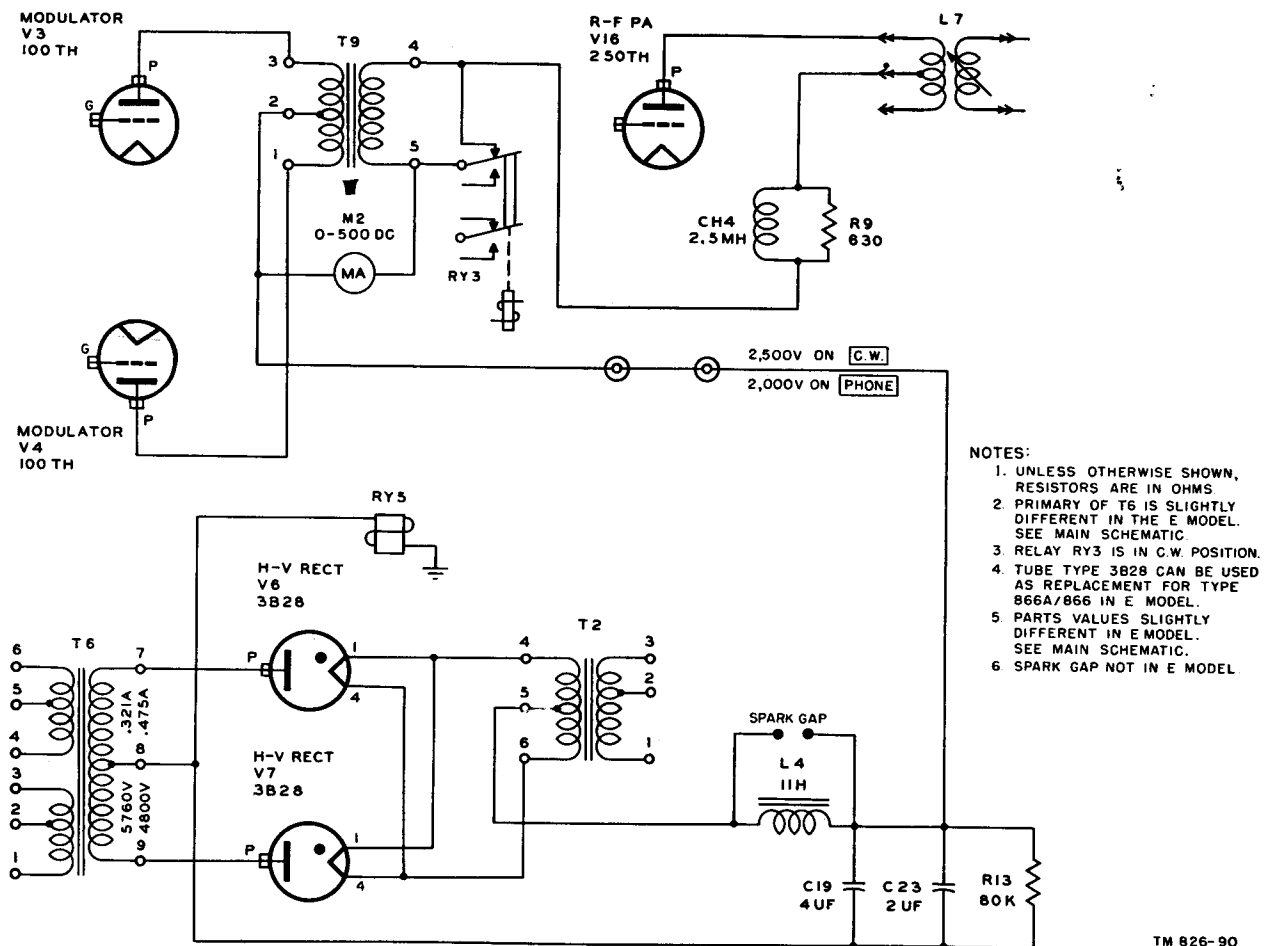 MODULATOR
V3
100 TH
P
G
T9
3
2
1
4
5
M2
0-500 DC
MA
RY3
R-F PA
V16
250TH
P
G
L7
CH4
2.5MH
R9
630
G
P
MODULATOR
V4
100 TH
2,500V ON C.W.
2,000V ON PHONE
NOTES:
1. UNLESS OTHERWISE SHOWN,
RESISTORS ARE IN OHMS
2. PRIMARY OF T6 IS SLIGHTLY
DIFFERENT IN THE E MODEL.
SEE MAIN SCHEMATIC.
3. RELAY RY3 IS IN C.W. POSITION.
4. TUBE TYPE 3B28 CAN BE USED
AS REPLACEMENT FOR TYPE
866A/866 IN E MODEL.
5. PARTS VALUES SLIGHTLY
DIFFERENT IN E MODEL.
SEE MAIN SCHEMATIC.
6 SPARK GAP NOT IN E MODEL
RY5
H-V RECT
V6
3B28
P
1
4
T6
6
5
4
3
2
1
7
8
9
.321A
.475A
5760V
4800V
H-V RECT
V7
3B28
P
1
4
T2
4
5
6
3
2
1
SPARK GAP
L4
11H
C19
4UF
C23
2UF
R13
80K
TM 826-90